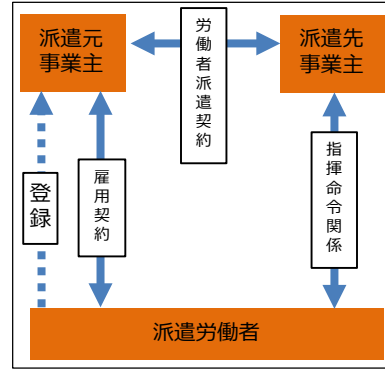 派遣元
事業主
労働者派遣契約
派遣先
事業主
登録
雇用契約
指揮命令関係
派遣労働者